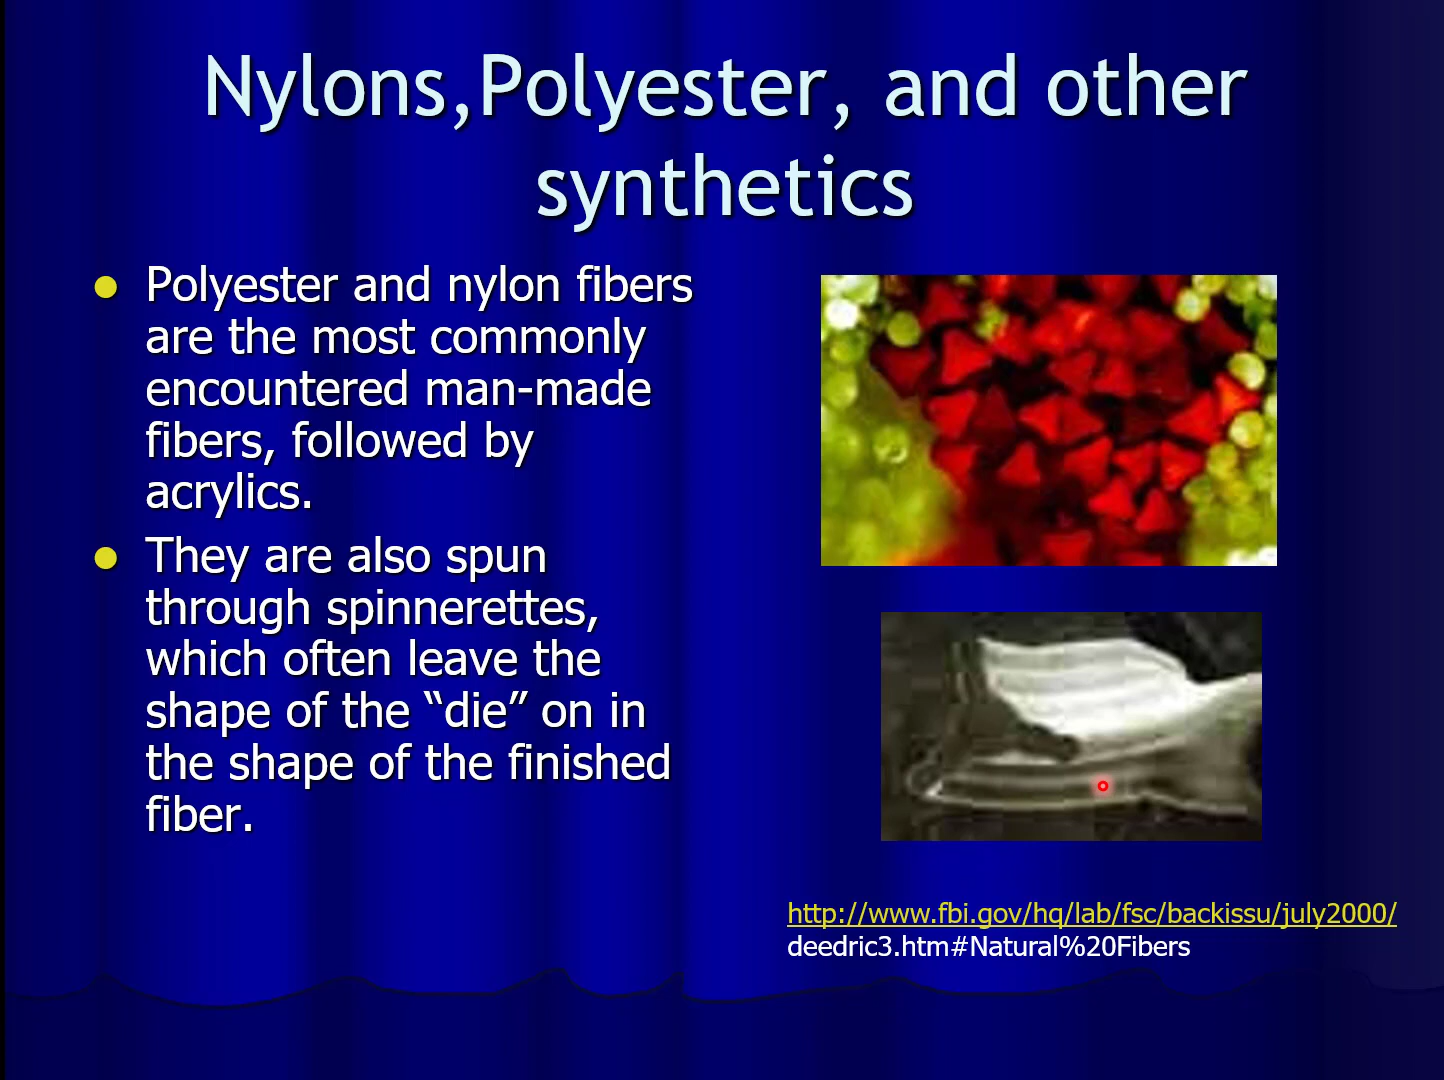 Nylons,Polyester, and other
synthetics
Polyester and nylon fibers
are the most commonly
encountered man-made
fibers, followed by
acrylics.
They are also spun
through spinnerettes,
which often leave the
shape of the “die” on in
the shape of the finished
fiber.
http://www.fbi.gov/hq/lab/fsc/backissu/july2000/
deedric3.htm#Natural%20Fibers